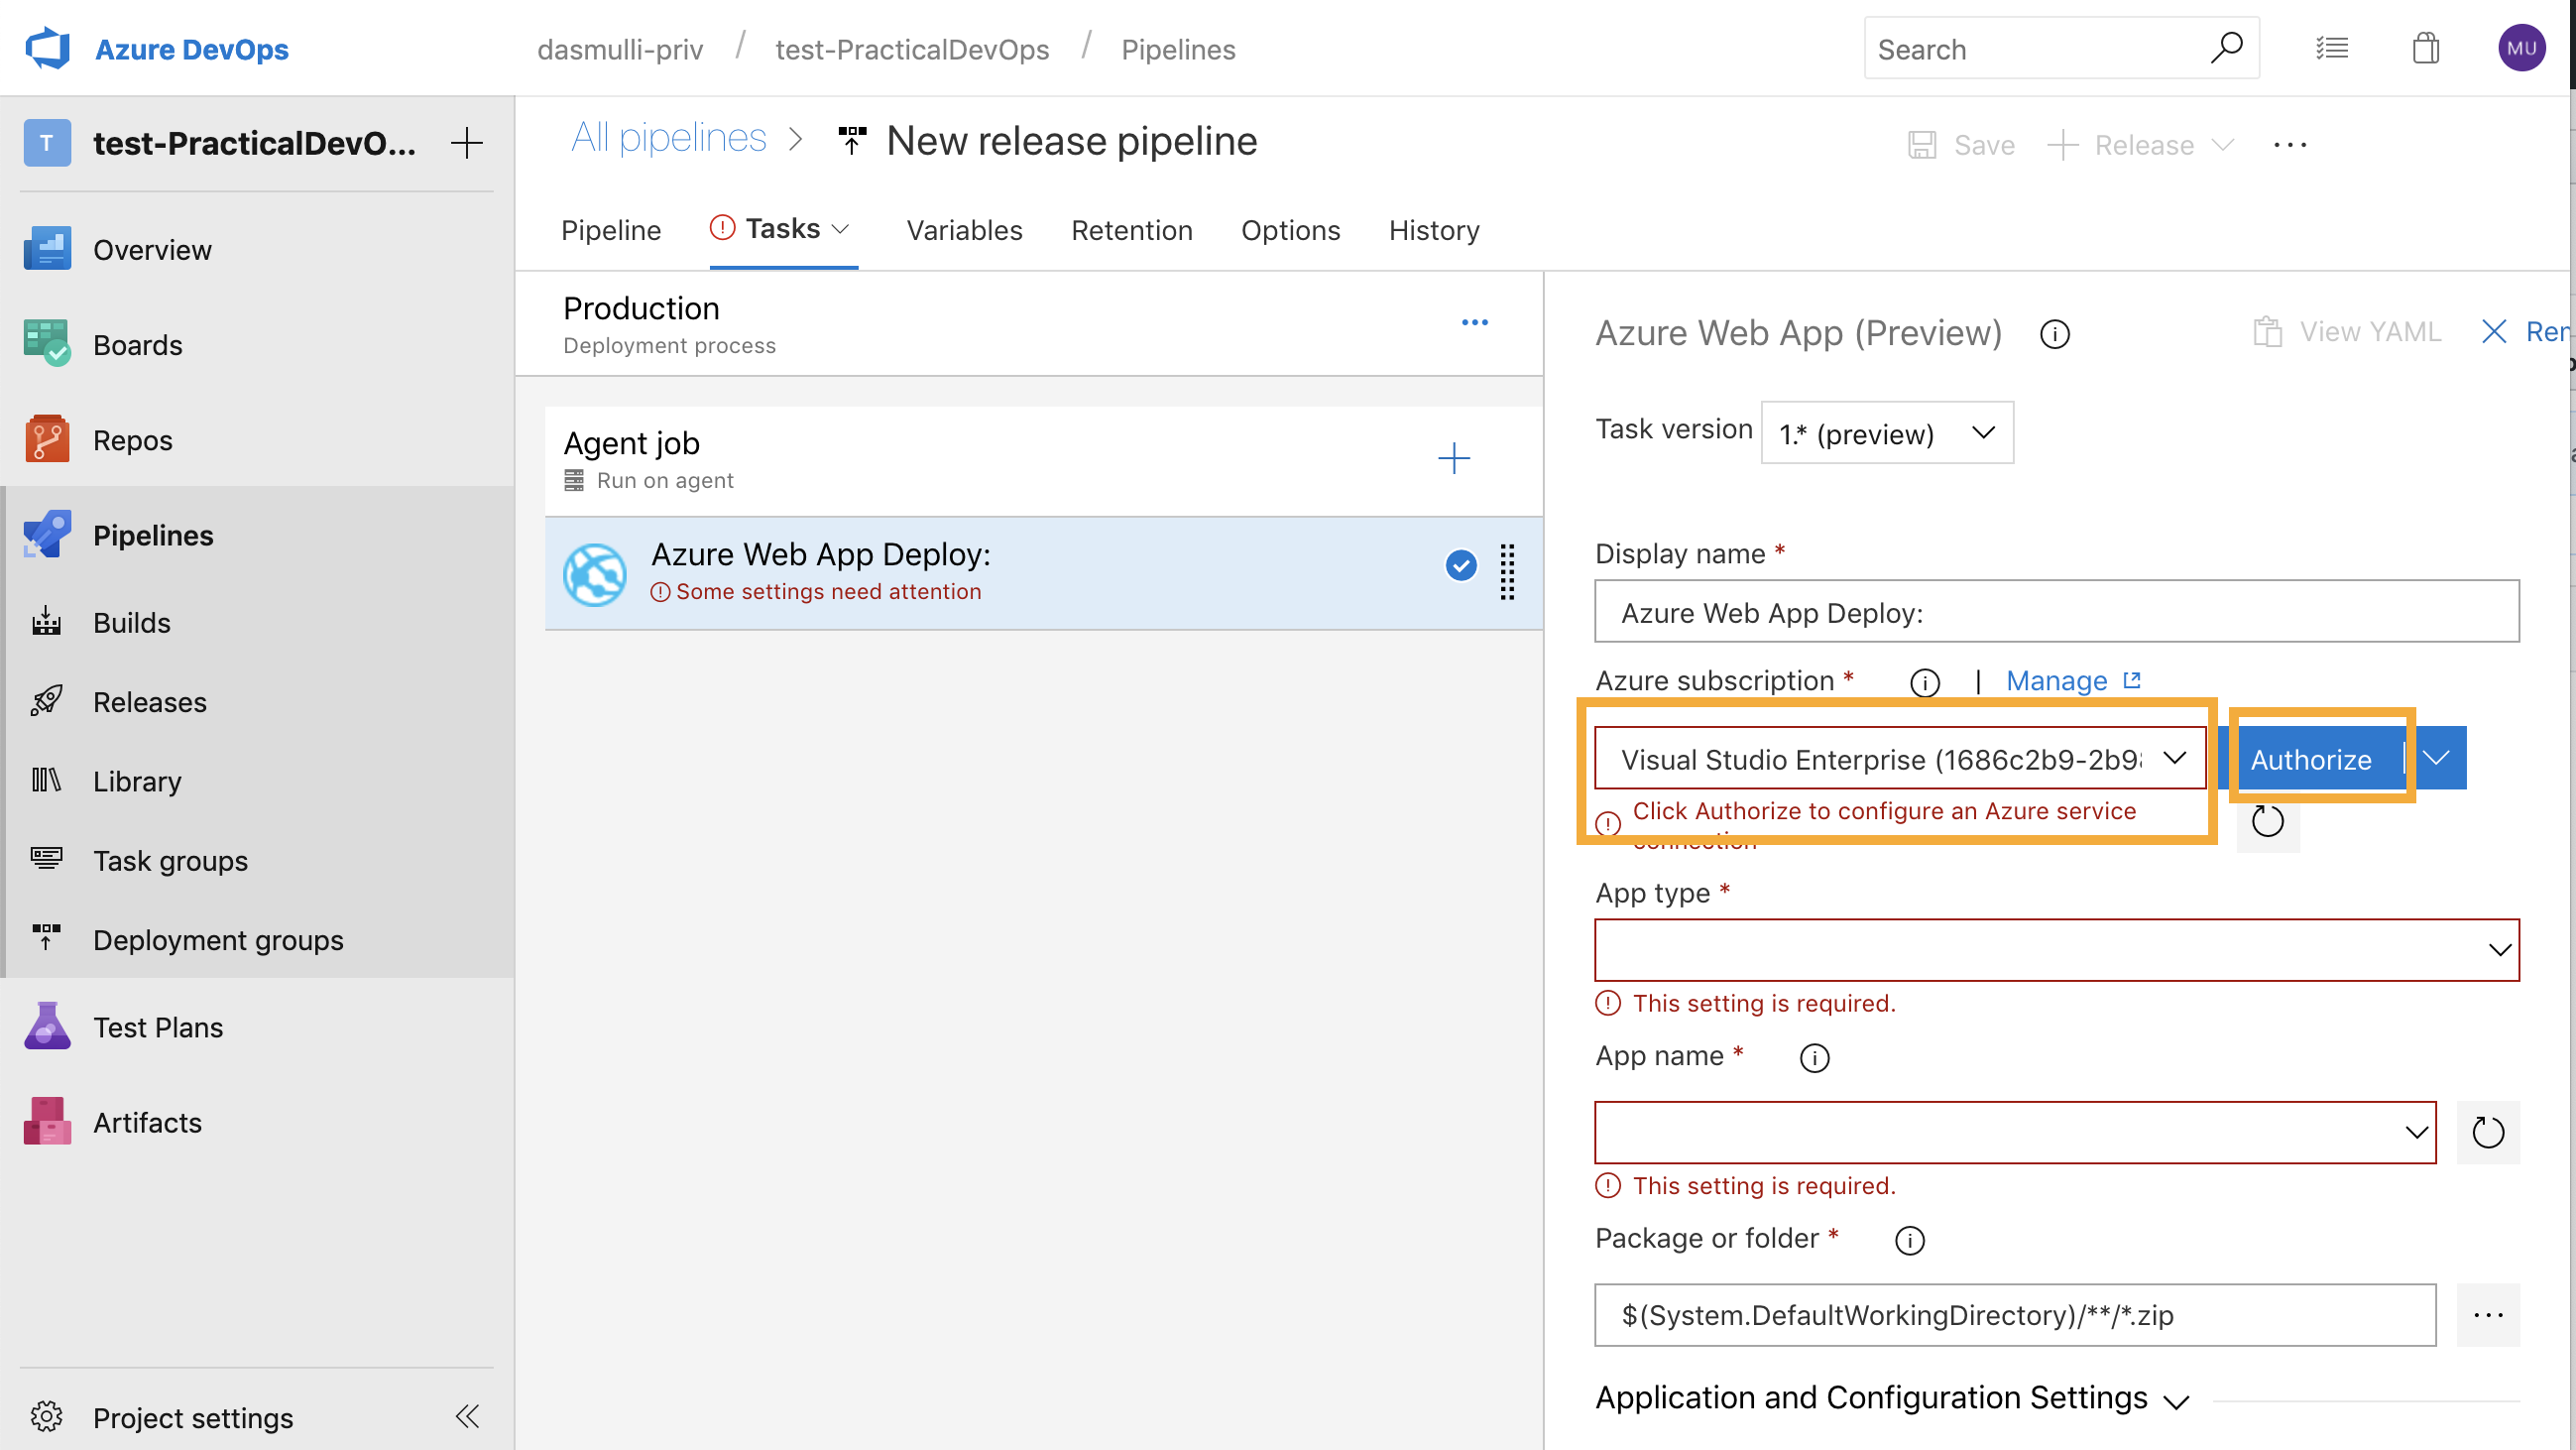 Azure DevOps
dasmulli-priv / test-PracticalDevOps / Pipelines
Search
MU
T
test-PracticalDevO...
Overview
Boards
Repos
Pipelines
Builds
Releases
Library
Task groups
Deployment groups
Test Plans
Artifacts
Project settings
All pipelines > New release pipeline
Save
Release
Pipeline
Tasks
Variables
Retention
Options
History
Production
Deployment process
Agent job
Run on agent
Azure Web App Deploy:
Some settings need attention
Azure Web App (Preview)
View YAML
Task version
1.* (preview)
Display name *
Azure Web App Deploy:
Azure subscription *
| Manage
Visual Studio Enterprise (1686c2b9-2b9
Authorize
Click Authorize to configure an Azure service
connection
App type *
This setting is required.
App name *
This setting is required.
Package or folder *
$(System.DefaultWorkingDirectory)/**/*.zip
Application and Configuration Settings